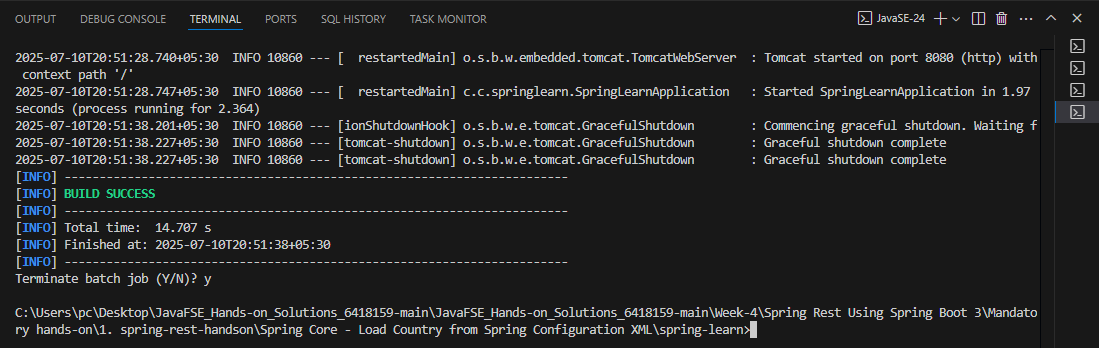 OUTPUT DEBUG CONSOLE TERMINAL PORTS SQL HISTORY TASK MONITOR JavaSE-24
2025-07-10T20:51:28.740+05:30  INFO 10860 --- [  restartedMain] o.s.b.w.embedded.tomcat.TomcatWebServer  : Tomcat started on port 8080 (http) with
 context path '/'
2025-07-10T20:51:28.747+05:30  INFO 10860 --- [  restartedMain] c.c.springlearn.SpringLearnApplication   : Started SpringLearnApplication in 1.97
seconds (process running for 2.364)
2025-07-10T20:51:38.201+05:30  INFO 10860 --- [ionShutdownHook] o.s.b.w.e.tomcat.GracefulShutdown        : Commencing graceful shutdown. Waiting f
2025-07-10T20:51:38.227+05:30  INFO 10860 --- [tomcat-shutdown] o.s.b.w.e.tomcat.GracefulShutdown        : Graceful shutdown complete
2025-07-10T20:51:38.227+05:30  INFO 10860 --- [tomcat-shutdown] o.s.b.w.e.tomcat.GracefulShutdown        : Graceful shutdown complete
[INFO] ------------------------------------------------------------------------
[INFO] BUILD SUCCESS
[INFO] ------------------------------------------------------------------------
[INFO] Total time:  14.707 s
[INFO] Finished at: 2025-07-10T20:51:38+05:30
[INFO] ------------------------------------------------------------------------
Terminate batch job (Y/N)? y
C:\Users\pc\Desktop\JavaFSE_Hands-on_Solutions_6418159-main\JavaFSE_Hands-on_Solutions_6418159-main\Week-4\Spring Rest Using Spring Boot 3\Mandato
ry hands-on\1. spring-rest-handson\Spring Core - Load Country from Spring Configuration XML\spring-learn>